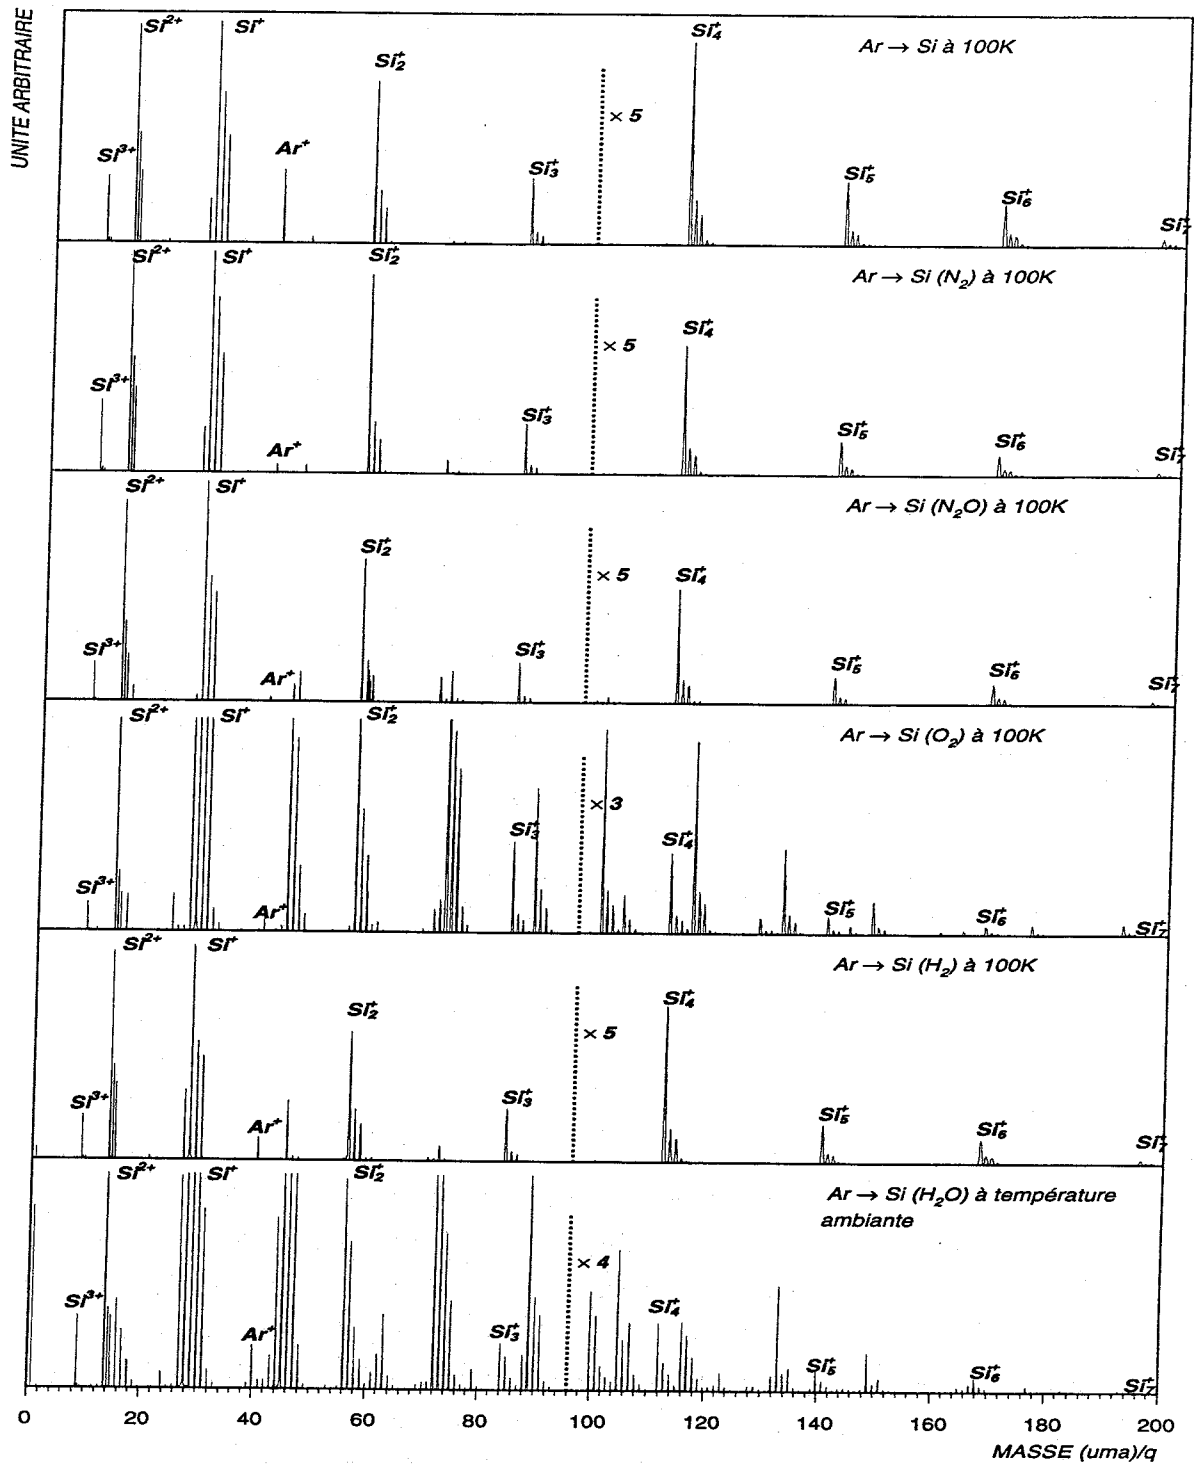 UNITE ARBITRAIRE
Si²⁺ Si⁺ Si₄⁺ Ar → Si à 100K
Si₂⁺
× 5
Si³⁺ Ar⁺ Si₃⁺ Si₅⁺
Si₆⁺
Si₇⁺
Si²⁺ Si⁺ Si₂⁺ Ar → Si (N₂) à 100K
Si₄⁺
× 5
Si³⁺ Si₃⁺ Si₅⁺
Ar⁺ Si₆⁺ Si₇⁺
Si²⁺ Si⁺ Ar → Si (N₂O) à 100K
Si₂⁺ × 5 Si₄⁺
Si³⁺ Si₃⁺ Si₅⁺ Si₆⁺
Ar⁺ Si₇⁺
Si²⁺ Si⁺ Si₂⁺ Ar → Si (O₂) à 100K
× 3
Si₃⁺ Si₄⁺
Si³⁺ Ar⁺ Si₅⁺ Si₆⁺ Si₇⁺
Si²⁺ Si⁺ Ar → Si (H₂) à 100K
Si₂⁺ Si₄⁺
× 5
Si³⁺ Si₃⁺
Ar⁺ Si₅⁺ Si₆⁺ Si₇⁺
Si²⁺ Si⁺ Si₂⁺ Ar → Si (H₂O) à température
ambiante
× 4
Si³⁺ Si₄⁺
Ar⁺ Si₃⁺ Si₅⁺ Si₆⁺ Si₇⁺
0 20 40 60 80 100 120 140 160 180 200
MASSE (uma)/q